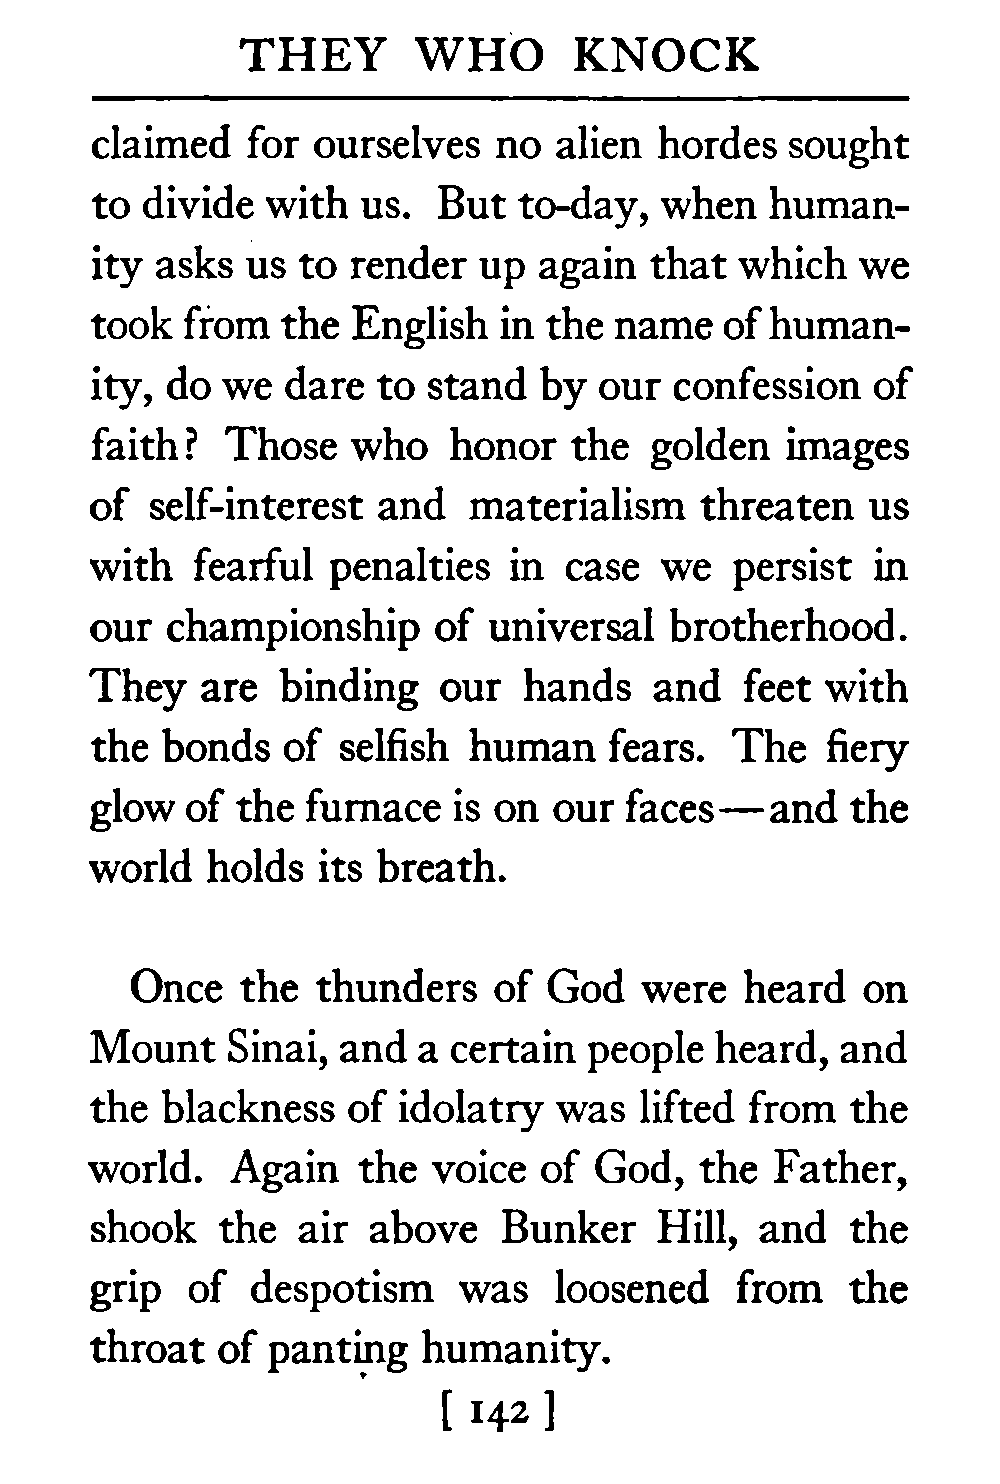 THEY WHO KNOCK
claimed for ourselves no alien hordes sought
to divide with us. But to-day, when human-
ity asks us to render up again that which we
took from the English in the name of human-
ity, do we dare to stand by our confession of
faith? Those who honor the golden images
of self-interest and materialism threaten us
with fearful penalties in case we persist in
our championship of universal brotherhood.
They are binding our hands and feet with
the bonds of selfish human fears. The fiery
glow of the furnace is on our faces—and the
world holds its breath.
Once the thunders of God were heard on
Mount Sinai, and a certain people heard, and
the blackness of idolatry was lifted from the
world. Again the voice of God, the Father,
shook the air above Bunker Hill, and the
grip of despotism was loosened from the
throat of panting humanity.
[ 142 ]